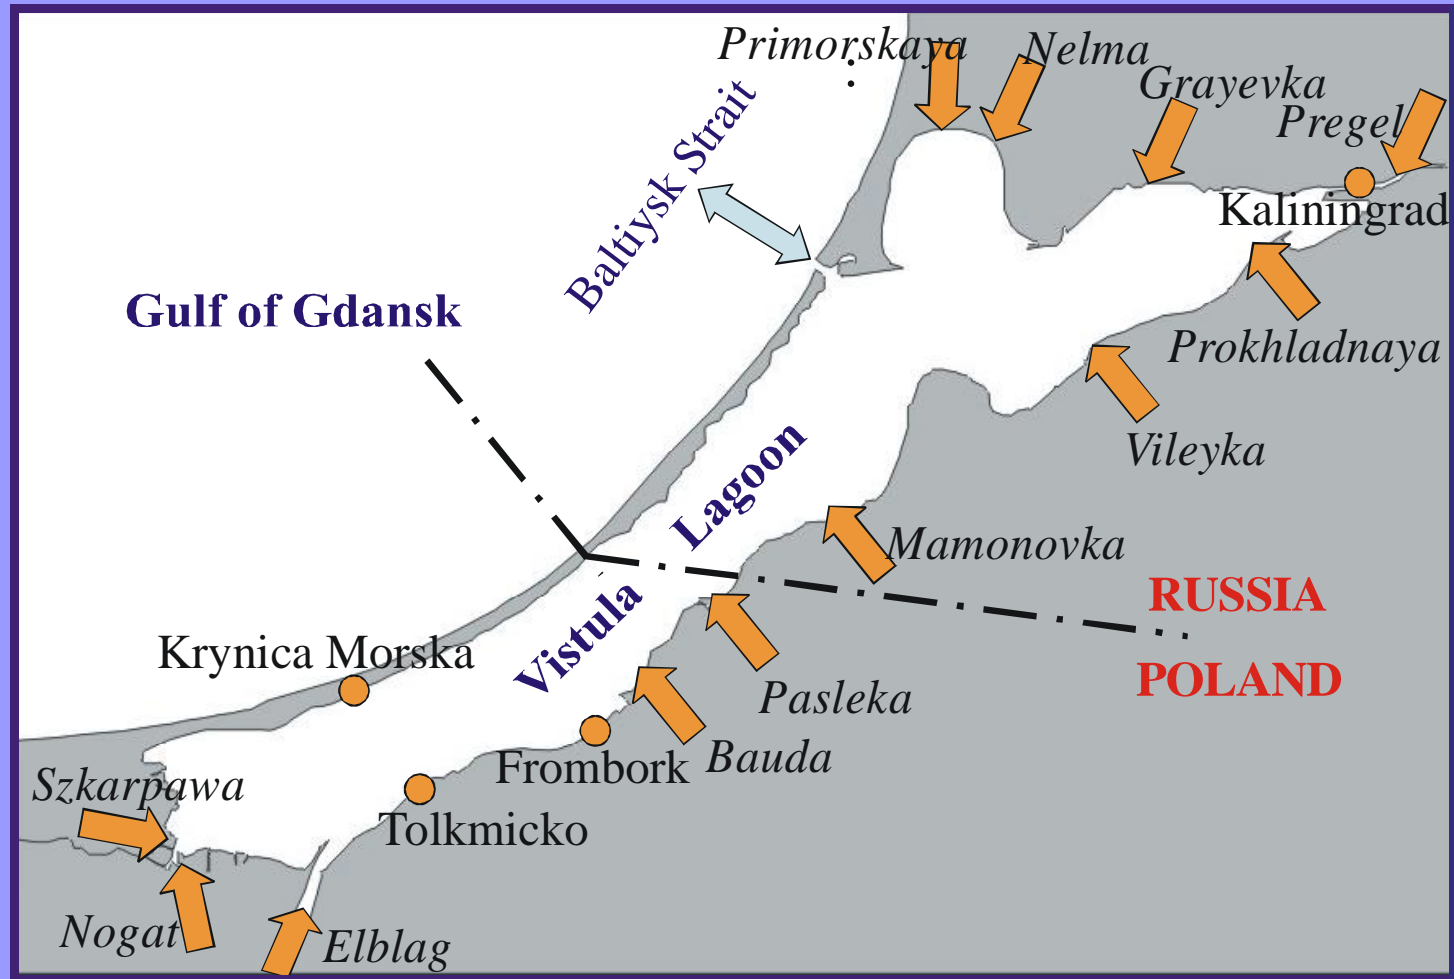 Primorskaya
:
Nelma
Grayevka
Pregel
Baltiysk Strait
Kaliningrad
Gulf of Gdansk
Prokhladnaya
Vileyka
Vistula Lagoon
Mamonovka
RUSSIA
POLAND
Krynica Morska
Pasleka
Bauda
Frombork
Szkarpawa
Tolkmicko
Nogat
Elblag